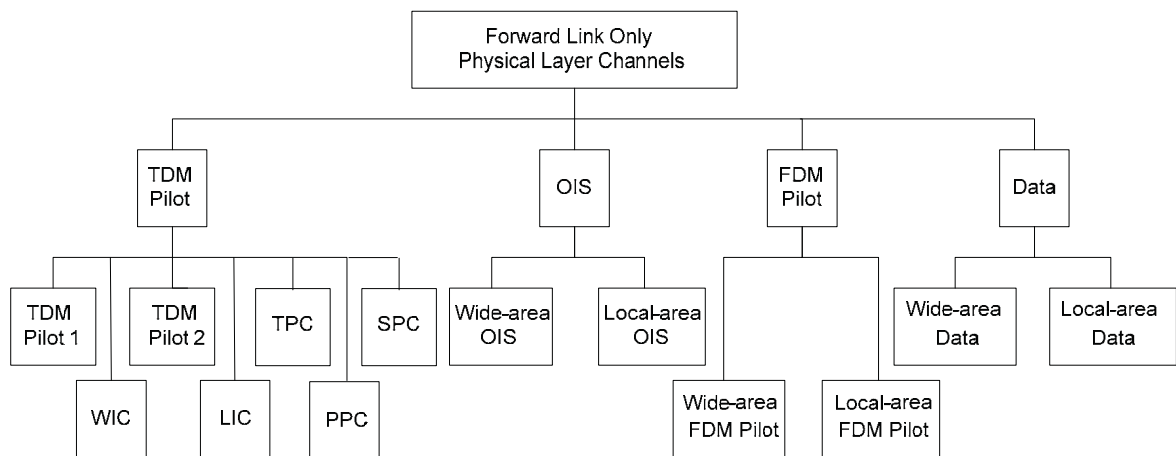 Forward Link Only
Physical Layer Channels
TDM
Pilot
OIS
FDM
Pilot
Data
TDM
Pilot 1
TDM
Pilot 2
TPC
SPC
Wide-area
OIS
Local-area
OIS
Wide-area
Data
Local-area
Data
WIC
LIC
PPC
Wide-area
FDM Pilot
Local-area
FDM Pilot